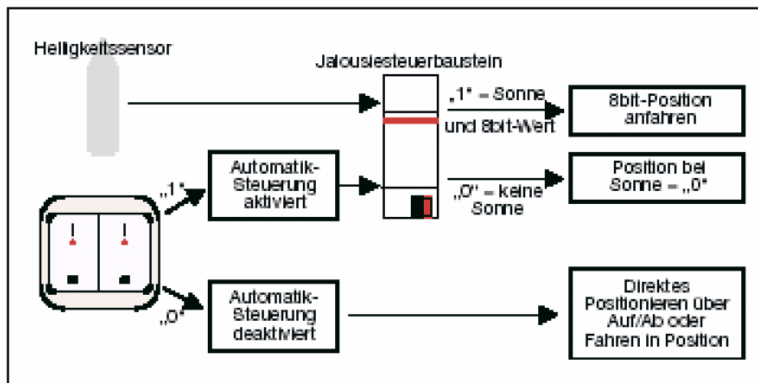 Helligkeitssensor
Jalousiesteuerbaustein
„1“ – Sonne
und 8bit-Wert
8bit-Position
anfahren
„1“
Automatik-
Steuerung
aktiviert
„0“ – keine
Sonne
Position bei
Sonne – „0“
„0“
Automatik-
Steuerung
deaktiviert
Direktes
Positionieren über
Auf/Ab oder
Fahren in Position